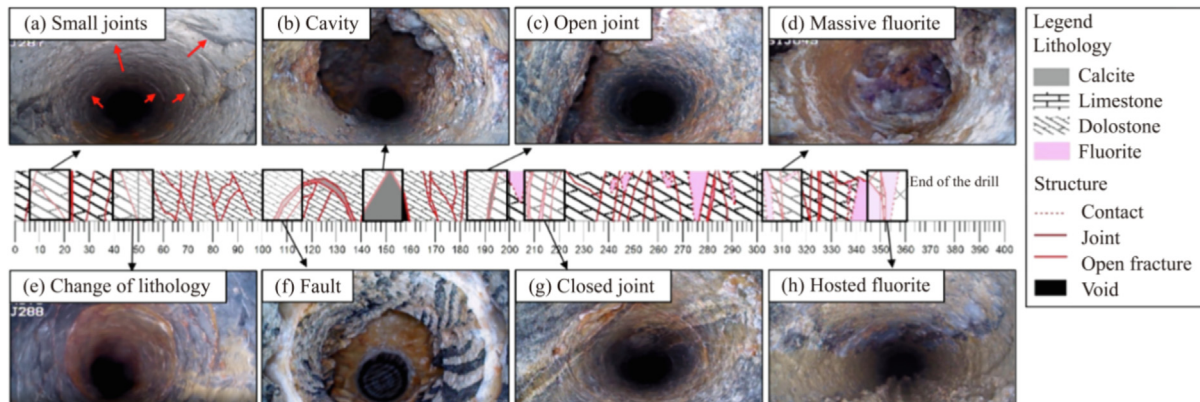 (a) Small joints
(b) Cavity
(c) Open joint
(d) Massive fluorite
Legend
Lithology
Calcite
Limestone
Dolostone
Fluorite
Structure
Contact
Joint
Open fracture
Void
End of the drill
0 10 20 30 40 50 60 70 80 90 100 110 120 130 140 150 160 170 180 190 200 210 220 230 240 250 260 270 280 290 300 310 320 330 340 350 360 370 380 390 400
(e) Change of lithology
(f) Fault
(g) Closed joint
(h) Hosted fluorite
J288